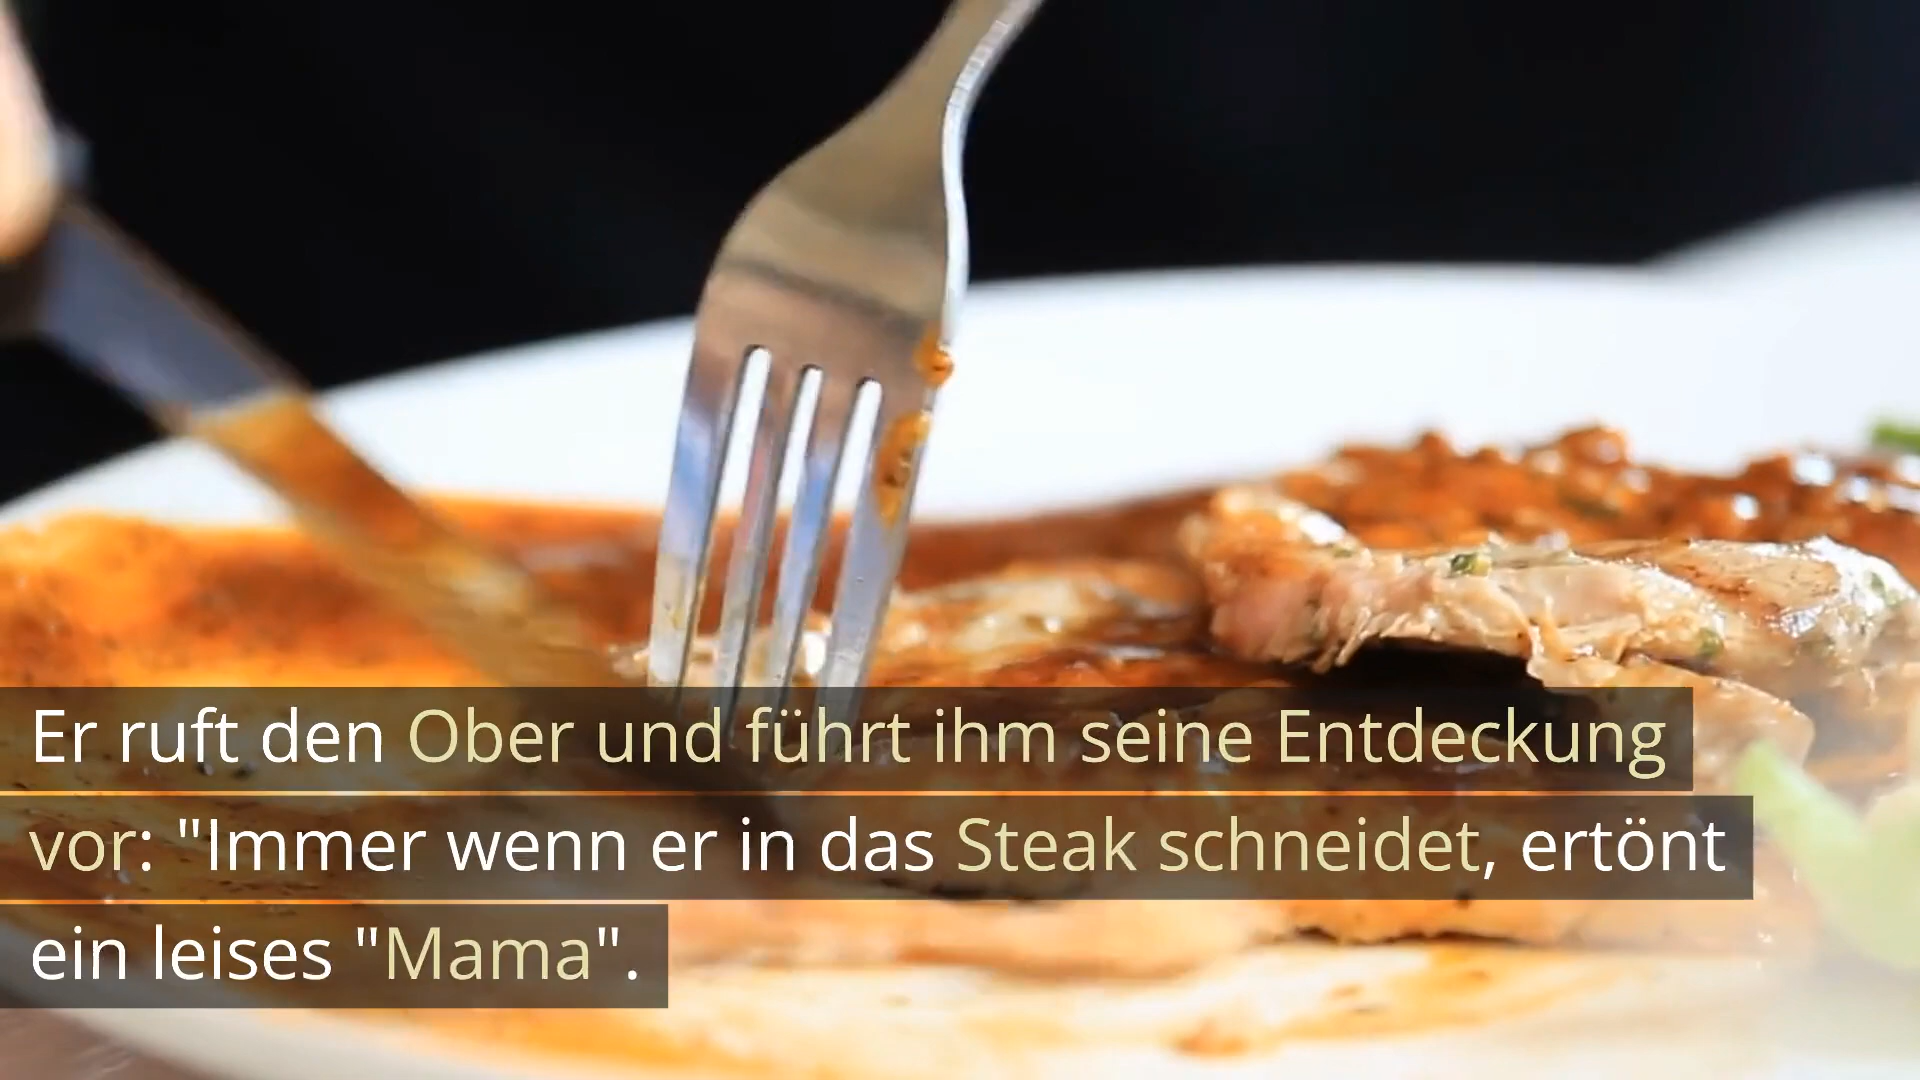 Er ruft den Ober und führt ihm seine Entdeckung
vor: "Immer wenn er in das Steak schneidet, ertönt
ein leises "Mama".